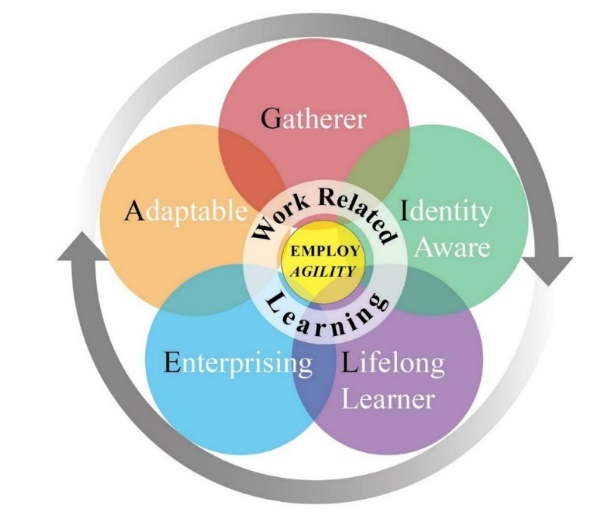 Gatherer
Adaptable
Identity
Aware
Work Related
EMPLOY
AGILITY
Learning
Enterprising
Lifelong
Learner